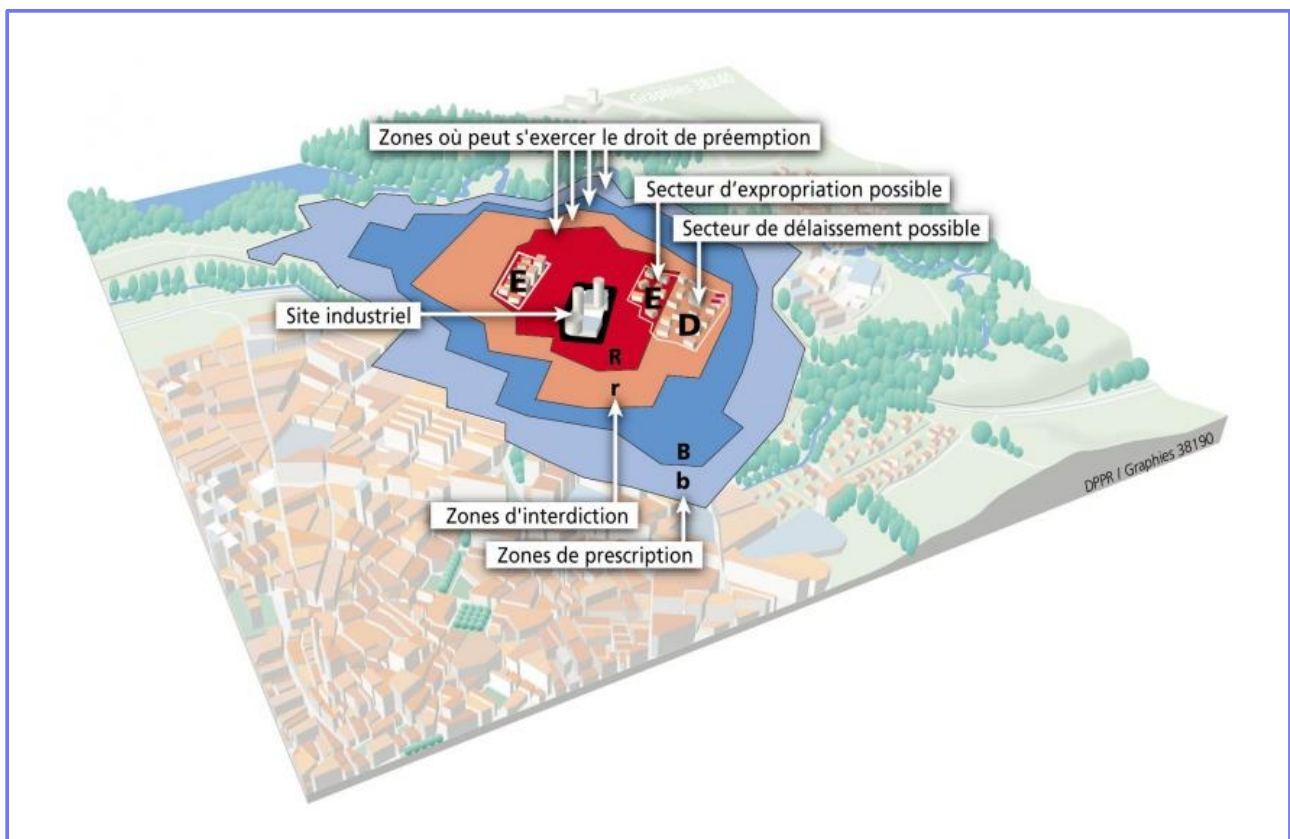 Graphies 38240
Zones où peut s'exercer le droit de préemption
Secteur d'expropriation possible
Secteur de délaissement possible
E
E
D
Site industriel
R
r
B
b
DPPR / Graphies 38190
Zones d'interdiction
Zones de prescription